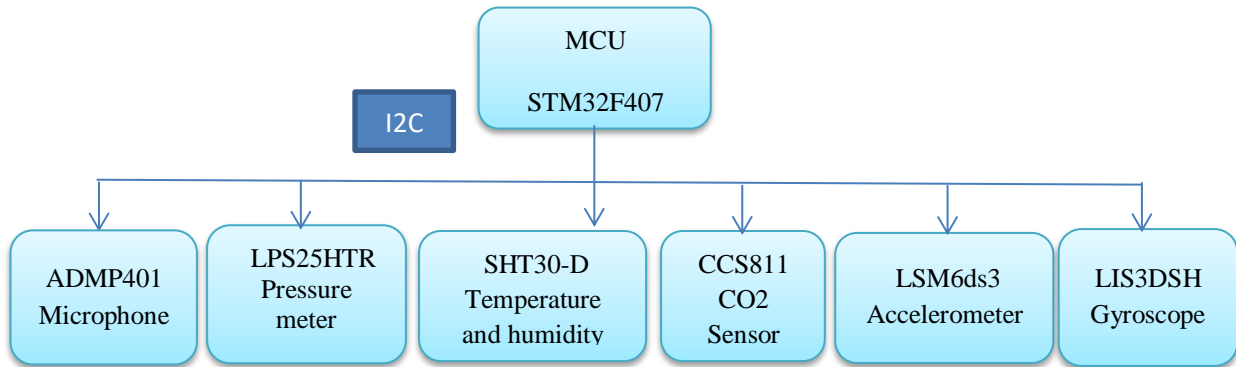 MCU
STM32F407
I2C
ADMP401
Microphone
LPS25HTR
Pressure
meter
SHT30-D
Temperature
and humidity
CCS811
CO2
Sensor
LSM6ds3
Accelerometer
LIS3DSH
Gyroscope